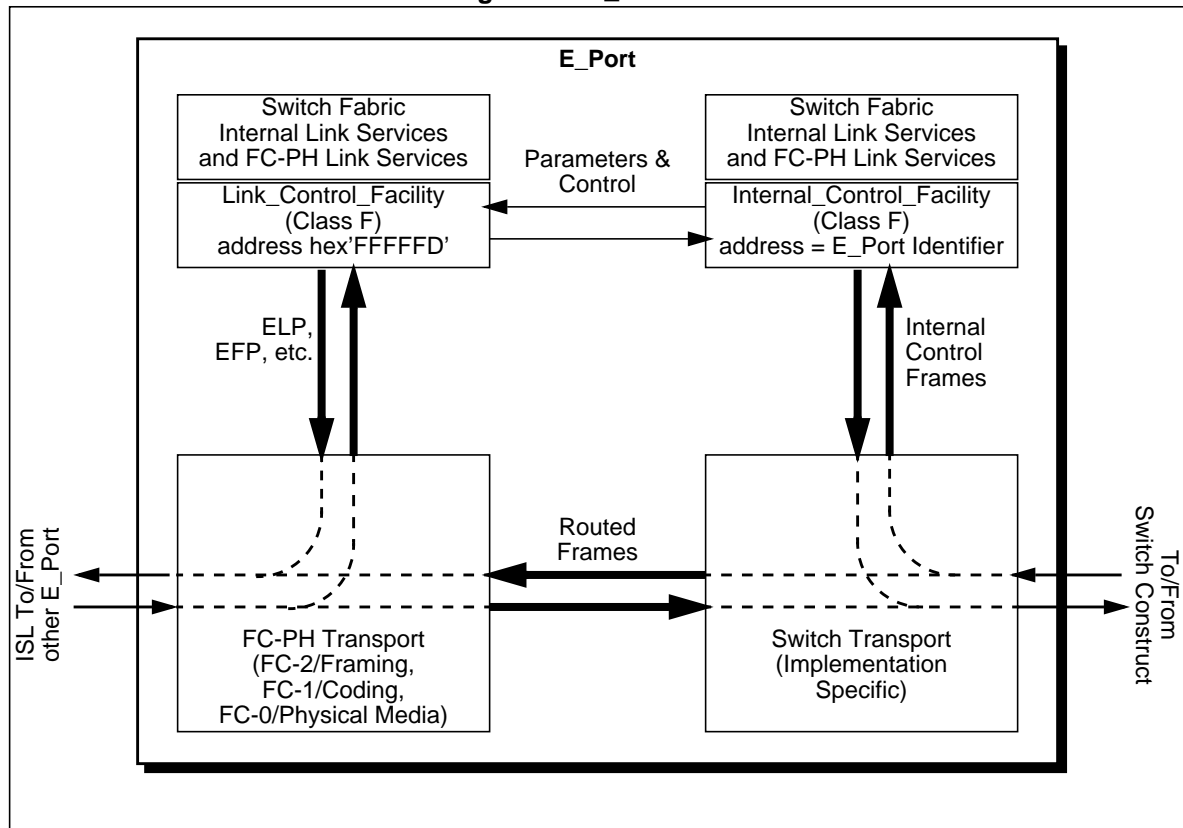 E_Port
Switch Fabric
Internal Link Services
and FC-PH Link Services
Switch Fabric
Internal Link Services
and FC-PH Link Services
Parameters &
Control
Link_Control_Facility
(Class F)
address hex’FFFFFD’
Internal_Control_Facility
(Class F)
address = E_Port Identifier
ELP,
EFP, etc.
Internal
Control
Frames
Routed
Frames
ISL To/From
other E_Port
To/From
Switch Construct
FC-PH Transport
(FC-2/Framing,
FC-1/Coding,
FC-0/Physical Media)
Switch Transport
(Implementation
Specific)